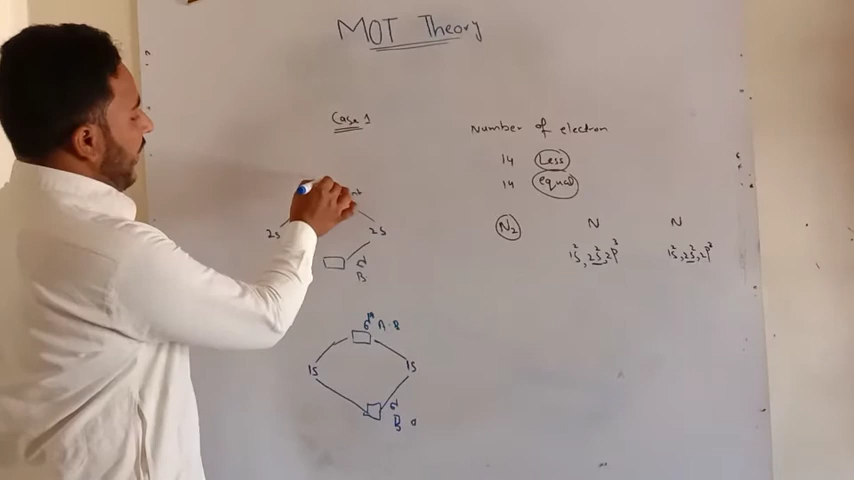 MOT Theory
Case 1
Number of electron
14 Less
14 equal
N₂ N N
1s², 2s², 2p³ 1s², 2s², 2p³
2s 2s
σ
B
σ* A·B
1s 1s
σ
B